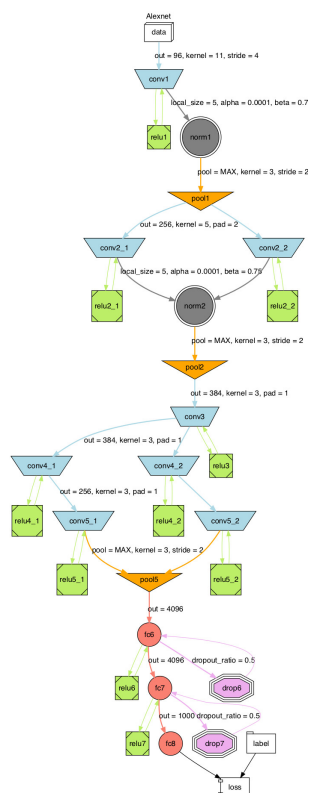 Alexnet
data
out = 96, kernel = 11, stride = 4
conv1
local_size = 5, alpha = 0.0001, beta = 0.75
relu1
norm1
pool = MAX, kernel = 3, stride = 2
pool1
out = 256, kernel = 5, pad = 2
conv2_1
conv2_2
local_size = 5, alpha = 0.0001, beta = 0.75
relu2_1
norm2
relu2_2
pool = MAX, kernel = 3, stride = 2
pool2
out = 384, kernel = 3, pad = 1
conv3
out = 384, kernel = 3, pad = 1
conv4_1
conv4_2
relu3
out = 256, kernel = 3, pad = 1
relu4_1
conv5_1
relu4_2
conv5_2
pool = MAX, kernel = 3, stride = 2
relu5_1
pool5
relu5_2
out = 4096
fc6
out = 4096
dropout_ratio = 0.5
relu6
fc7
drop6
out = 1000
dropout_ratio = 0.5
relu7
fc8
drop7
label
loss